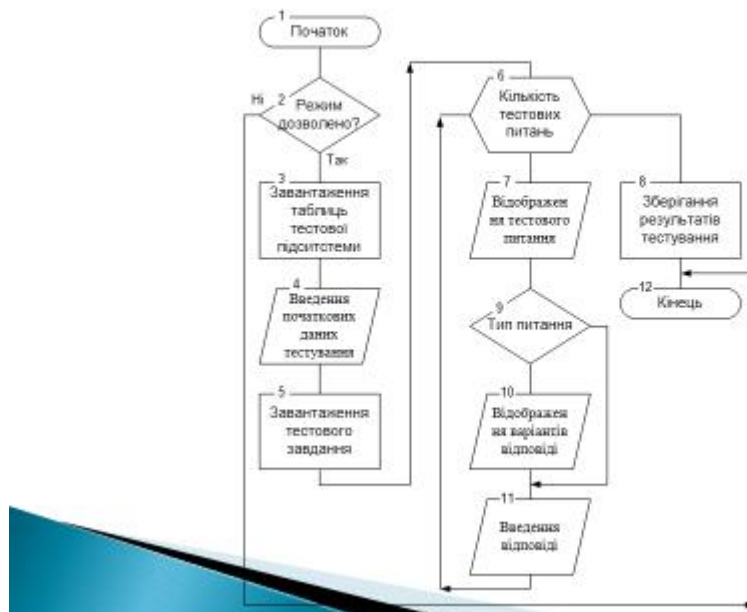 1
Початок
Ні
2
Режим
дозволено?
Так
3
Завантаження
таблиць
тестової
підситстеми
4
Введення
початкових
даних
тестування
5
Завантаження
тестового
завдання
6
Кількість
тестових
питань
7
Відображен
ня тестового
питання
8
Зберігання
результатів
тестування
12
Кінець
9
Тип питання
10
Відображен
ня варіантів
відповіді
11
Введення
відповіді